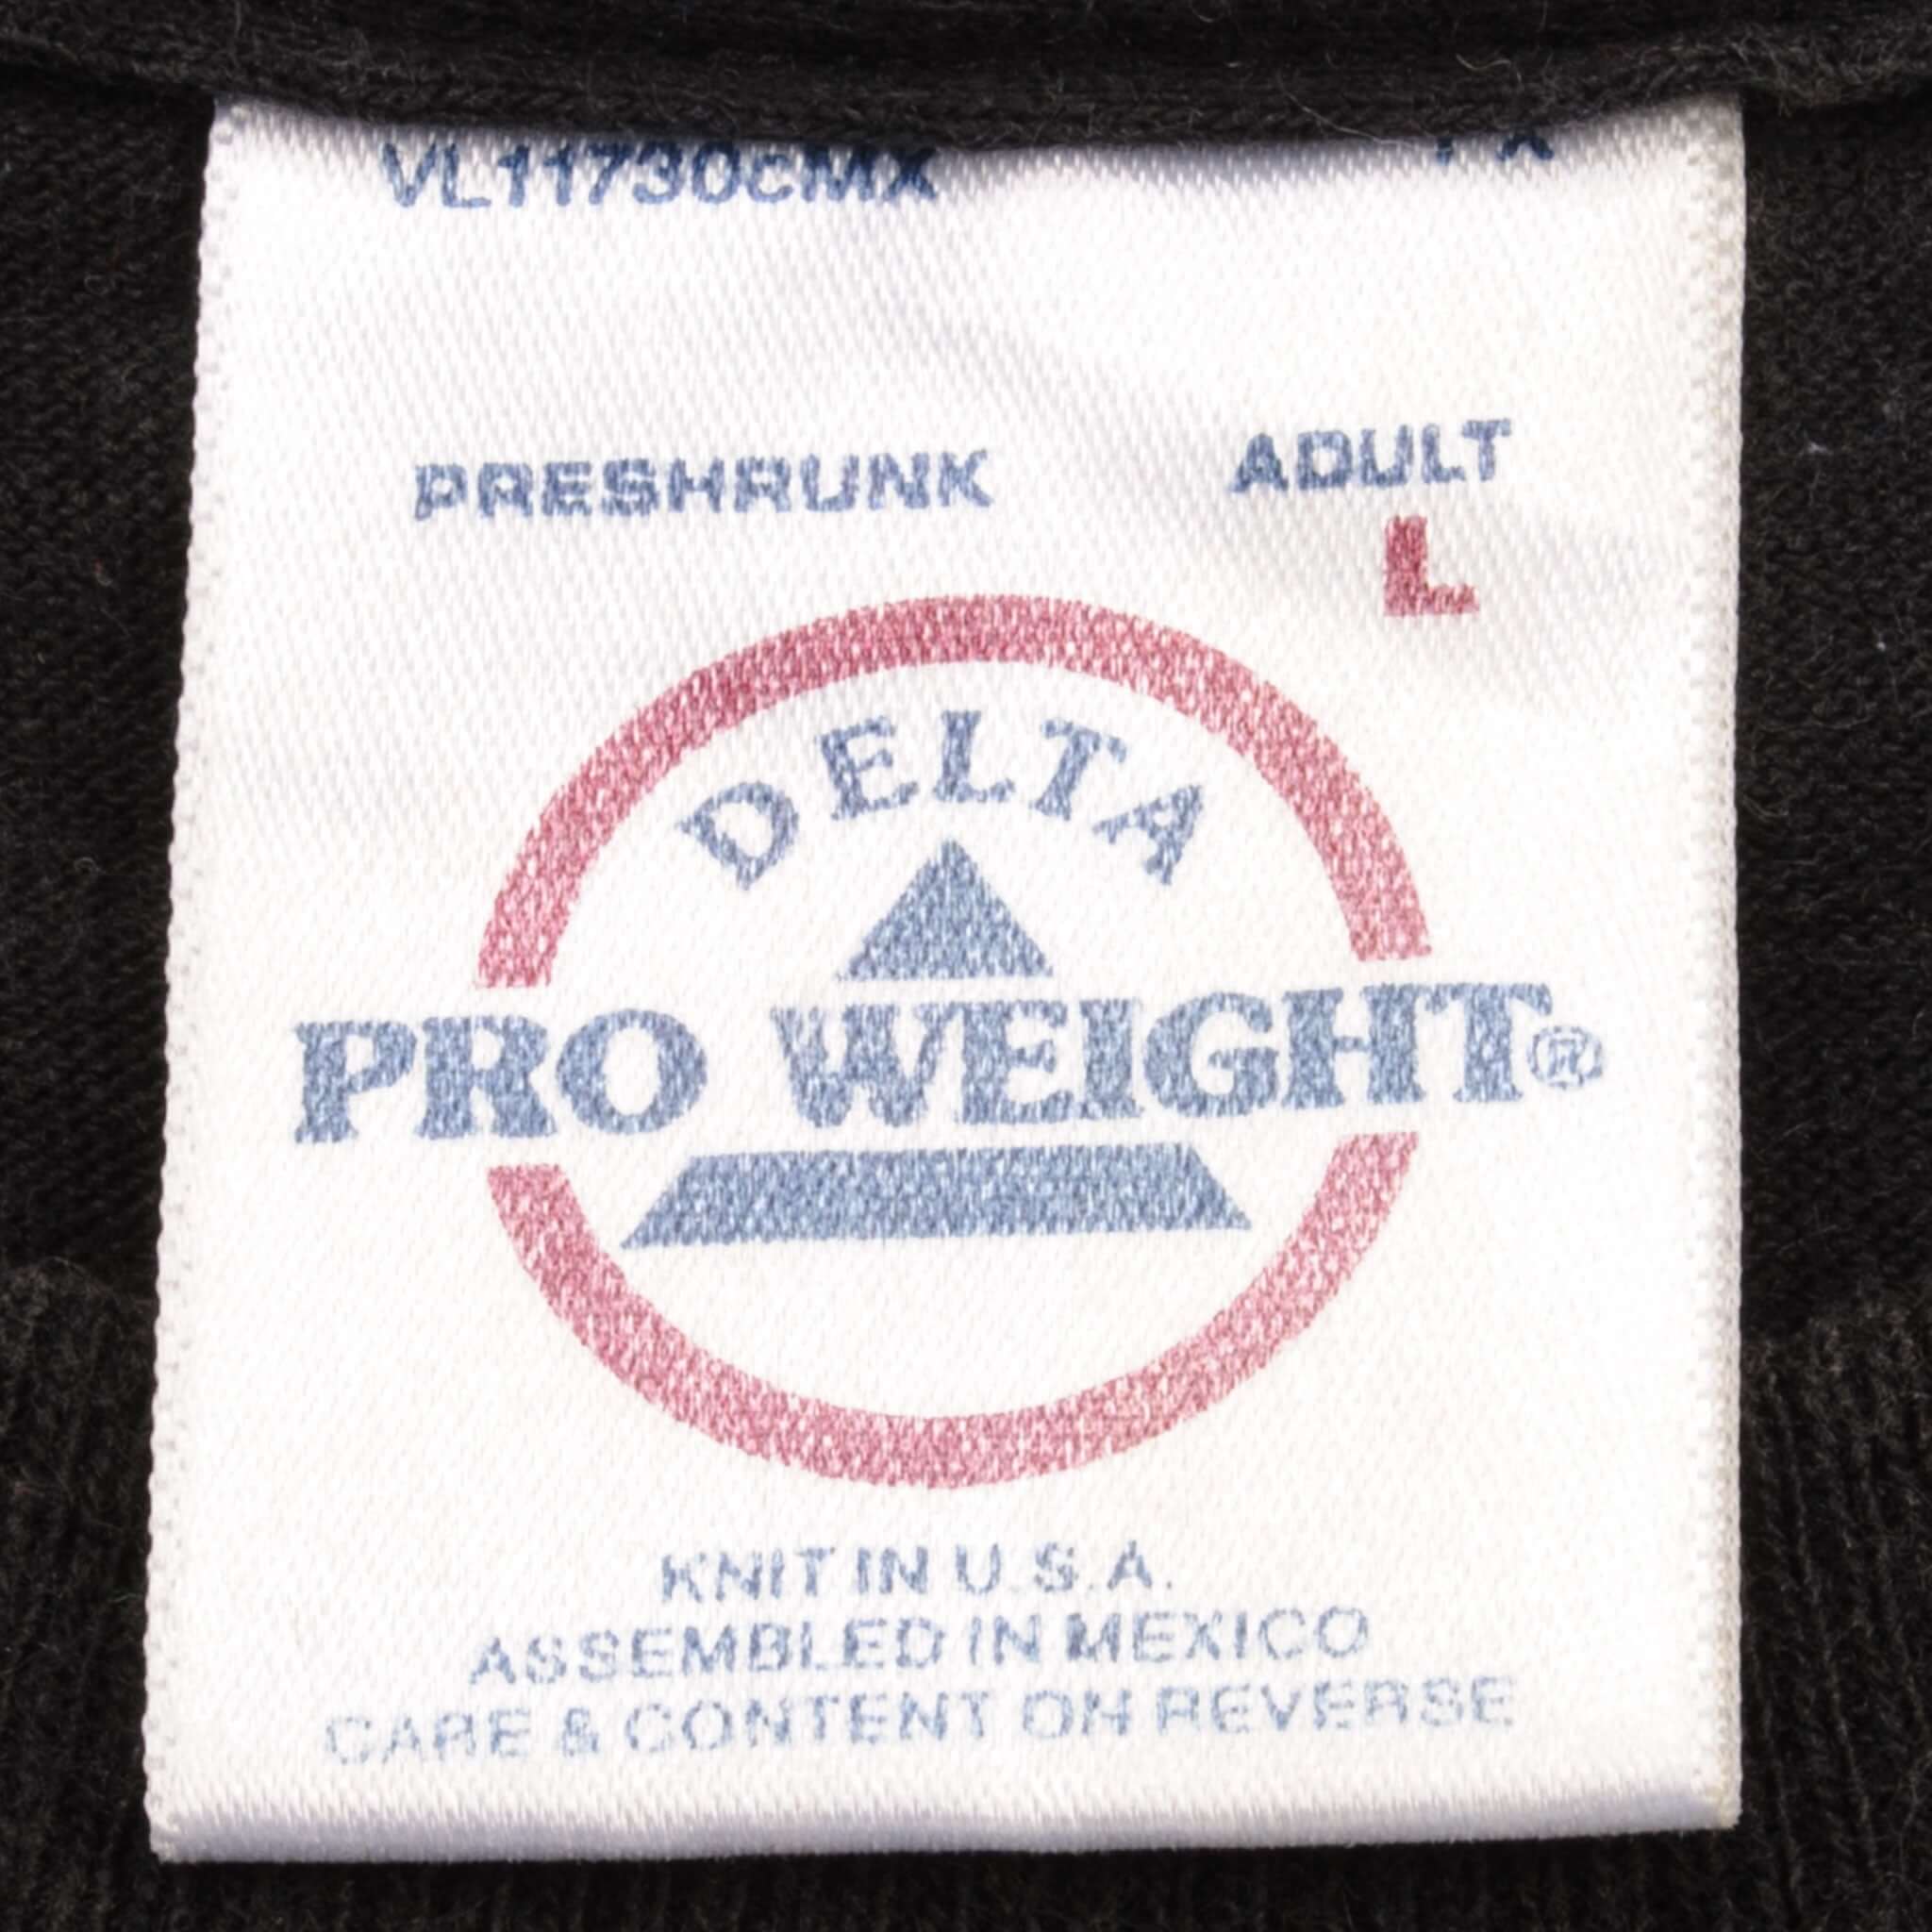 VL11730cMX
PRESHRUNK ADULT
L
DELTA
PRO WEIGHT®
KNIT IN U.S.A.
ASSEMBLED IN MEXICO
CARE & CONTENT ON REVERSE